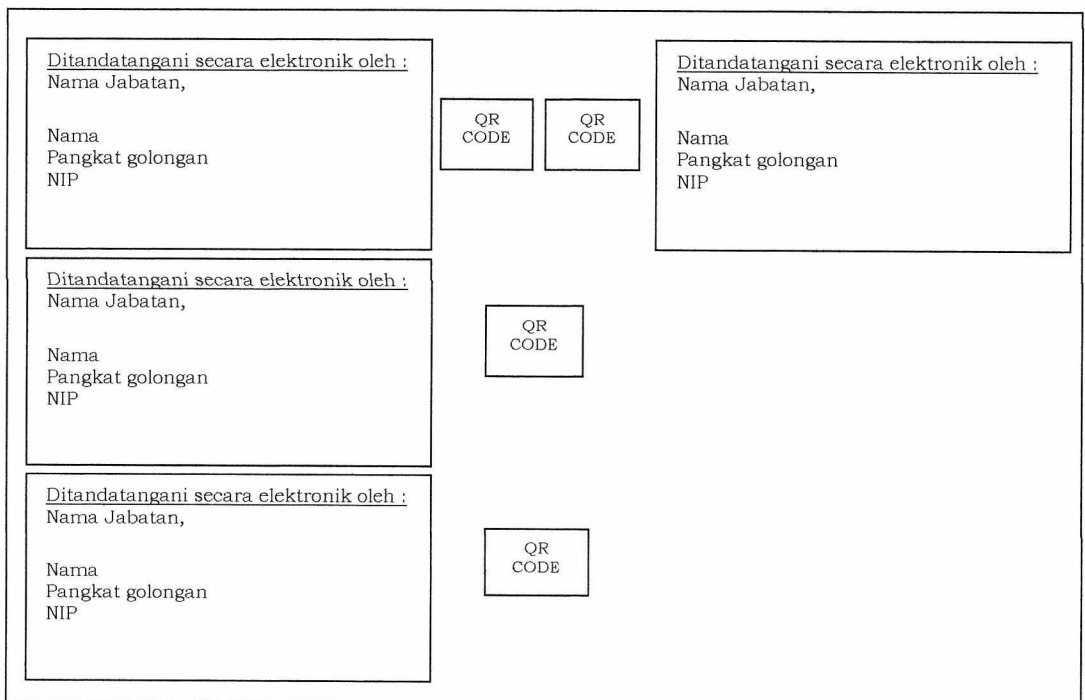 Ditandatangani secara elektronik oleh :
Nama Jabatan,
Nama
Pangkat golongan
NIP
QR
CODE
QR
CODE
Ditandatangani secara elektronik oleh :
Nama Jabatan,
Nama
Pangkat golongan
NIP
Ditandatangani secara elektronik oleh :
Nama Jabatan,
Nama
Pangkat golongan
NIP
QR
CODE
Ditandatangani secara elektronik oleh :
Nama Jabatan,
Nama
Pangkat golongan
NIP
QR
CODE